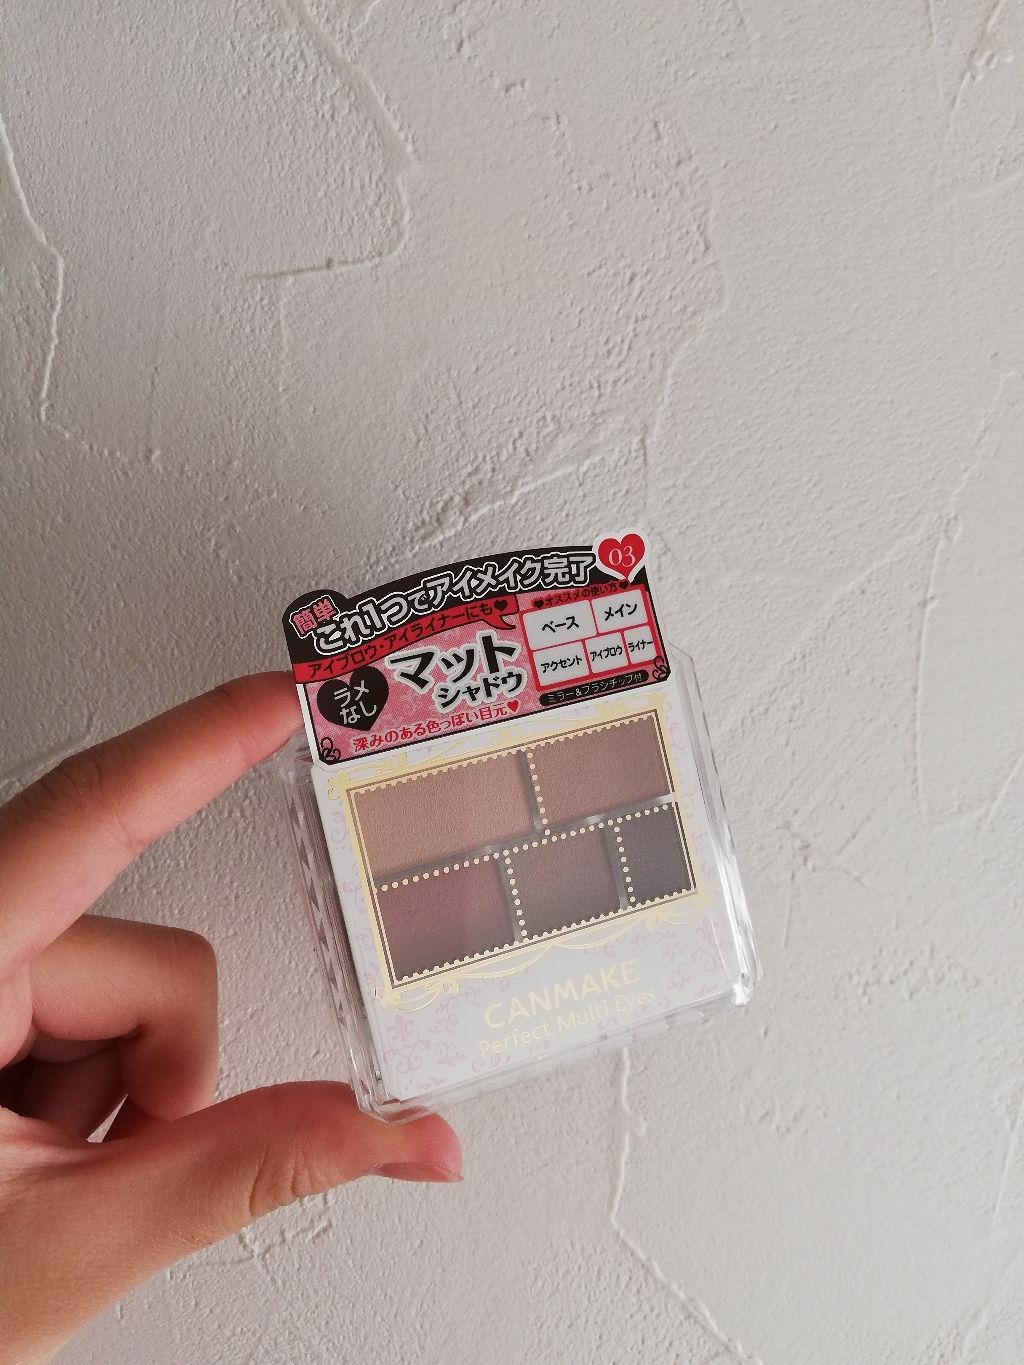 03
簡単
これ1つでアイメイク完了
アイブロウ・アイライナーにも♥
ラメ
なし
マット
シャドウ
深みのある色っぽい目元♥
♥オススメの使い方♥
ベース
メイン
アクセント
アイブロウ
ライナー
ミラー&ブラシチップ付
CANMAKE
Perfect Multi Eyes